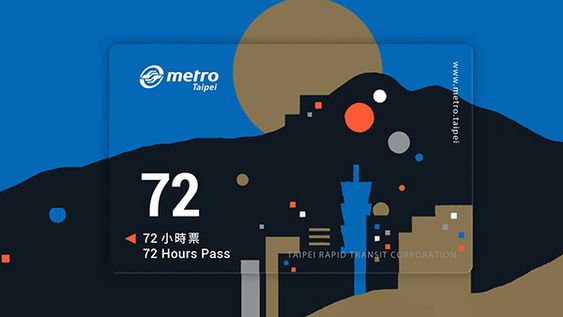 metro
Taipei
www.metro.taipei
72
72 小時票
72 Hours Pass
TAIPEI RAPID TRANSIT CORPORATION